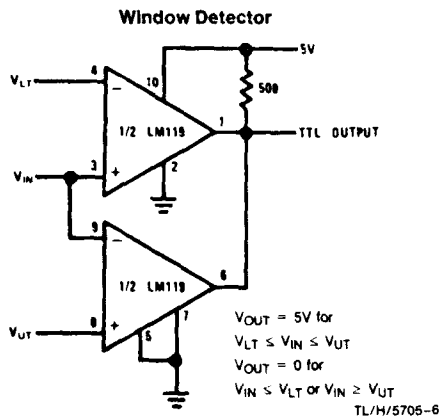 Window Detector
5V
500
V_LT
4
10
−
1/2 LM119
1
TTL OUTPUT
V_IN
3
+
2
9
−
1/2 LM119
6
V_UT
8
+
5
7
V_OUT = 5V for
V_LT ≤ V_IN ≤ V_UT
V_OUT = 0 for
V_IN ≤ V_LT or V_IN ≥ V_UT
TL/H/5705-6